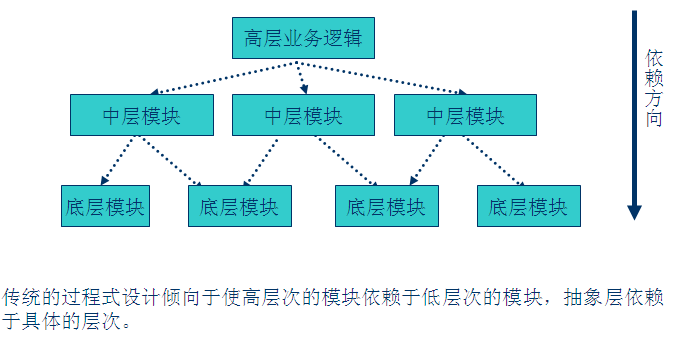 高层业务逻辑
依赖方向
中层模块
中层模块
中层模块
底层模块
底层模块
底层模块
底层模块
传统的过程式设计倾向于使高层次的模块依赖于低层次的模块，抽象层依赖
于具体的层次。